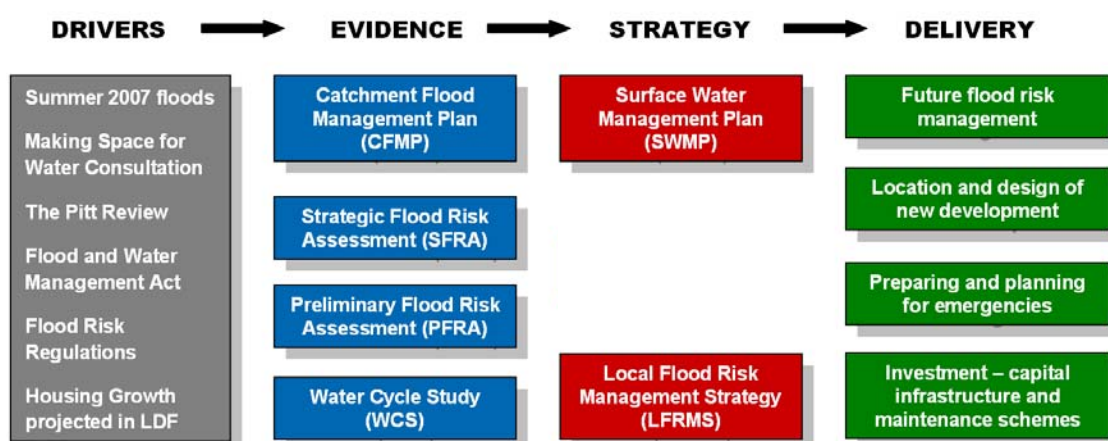 DRIVERS
EVIDENCE
STRATEGY
DELIVERY
Summer 2007 floods
Making Space for
Water Consultation
The Pitt Review
Flood and Water
Management Act
Flood Risk
Regulations
Housing Growth
projected in LDF
Catchment Flood
Management Plan
(CFMP)
Strategic Flood Risk
Assessment (SFRA)
Preliminary Flood Risk
Assessment (PFRA)
Water Cycle Study
(WCS)
Surface Water
Management Plan
(SWMP)
Local Flood Risk
Management Strategy
(LFRMS)
Future flood risk
management
Location and design of
new development
Preparing and planning
for emergencies
Investment – capital
infrastructure and
maintenance schemes